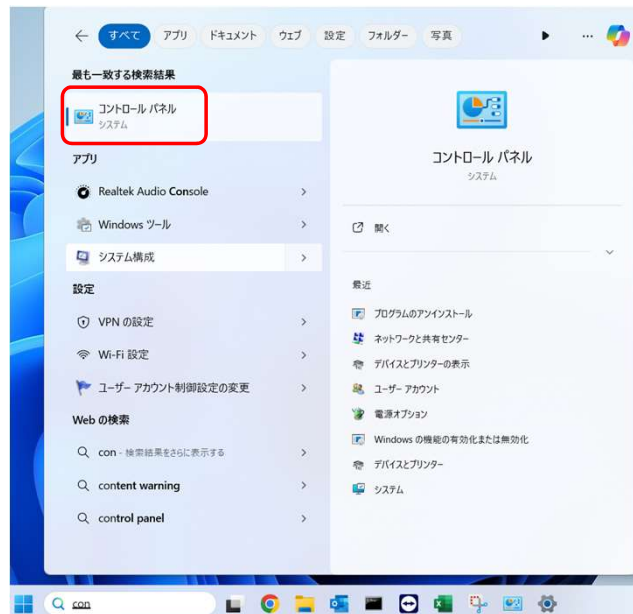 すべて アプリ ドキュメント ウェブ 設定 フォルダー 写真 ...
最も一致する検索結果
コントロール パネル
システム
アプリ
Realtek Audio Console
Windows ツール
システム構成
設定
VPN の設定
Wi-Fi 設定
ユーザー アカウント制御設定の変更
Web の検索
con - 検索結果をさらに表示する
content warning
control panel
コントロール パネル
システム
開く
最近
プログラムのアンインストール
ネットワークと共有センター
デバイスとプリンターの表示
ユーザー アカウント
電源オプション
Windows の機能の有効化または無効化
デバイスとプリンター
システム
con